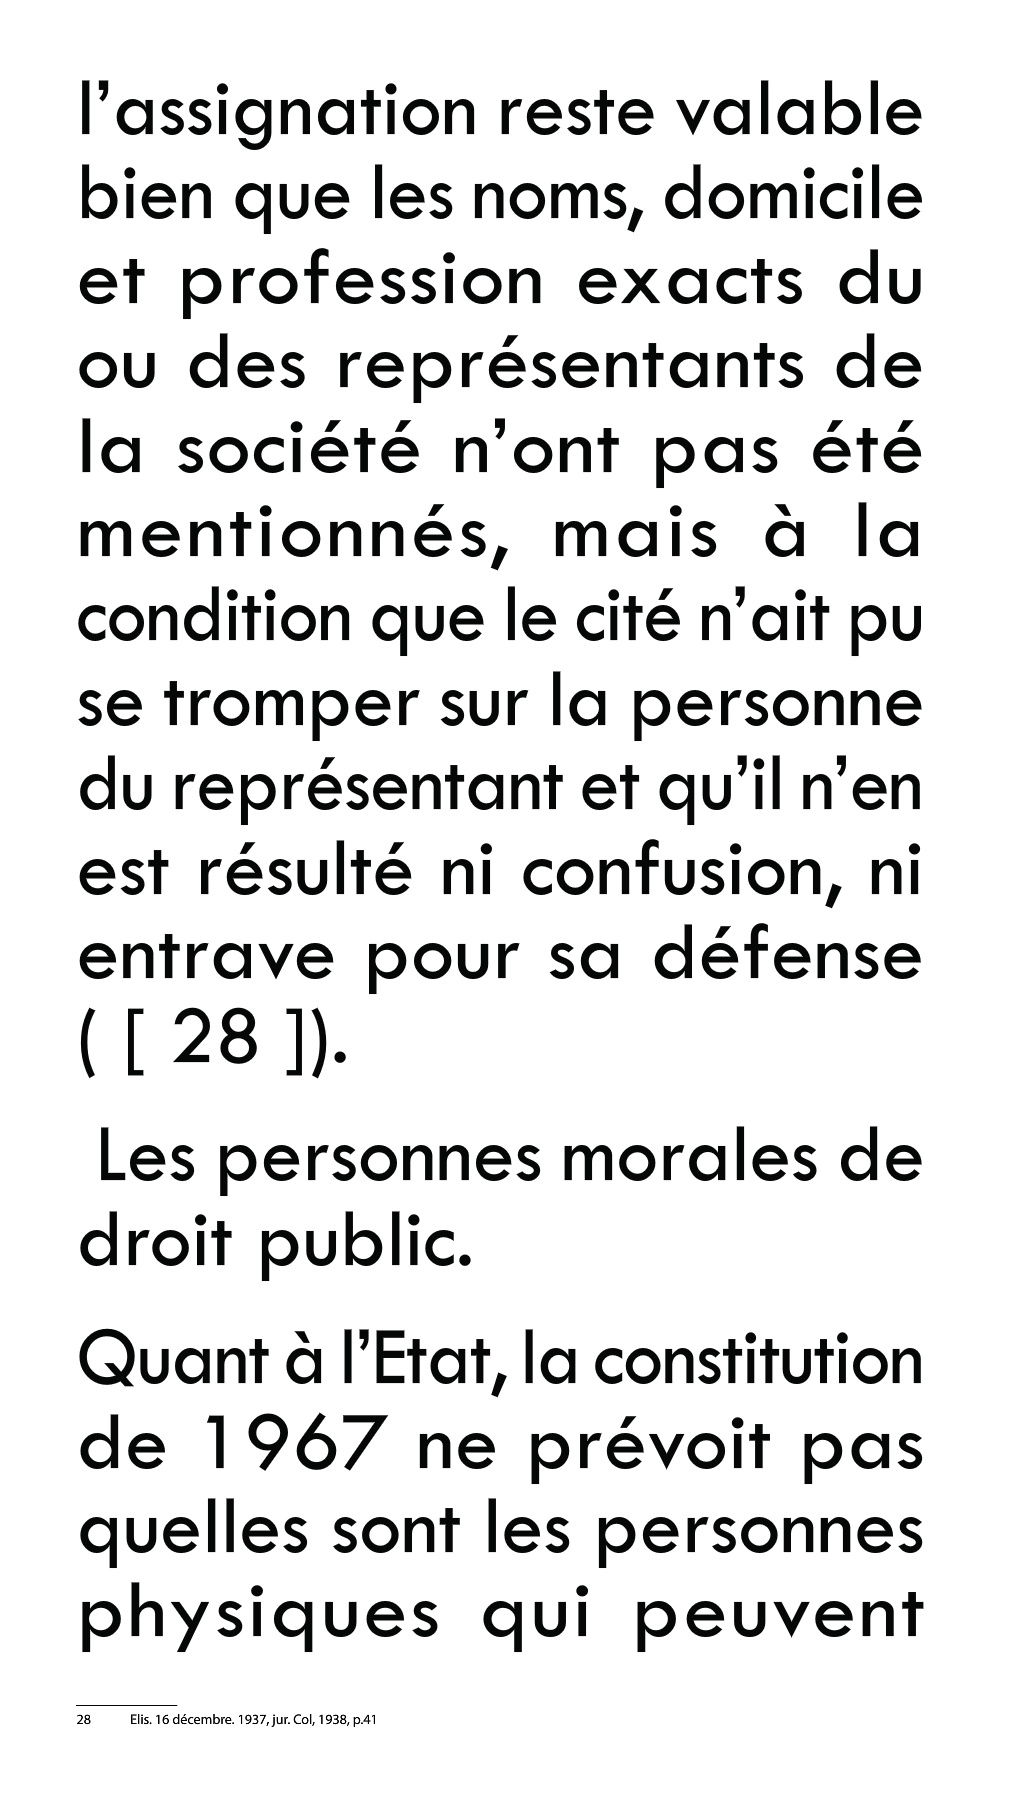 l’assignation reste valable
bien que les noms, domicile
et profession exacts du
ou des représentants de
la société n’ont pas été
mentionnés, mais à la
condition que le cité n’ait pu
se tromper sur la personne
du représentant et qu’il n’en
est résulté ni confusion, ni
entrave pour sa défense
( [ 28 ]).
Les personnes morales de
droit public.
Quant à l’Etat, la constitution
de 1967 ne prévoit pas
quelles sont les personnes
physiques qui peuvent
28 Elis. 16 décembre. 1937, jur. Col, 1938, p.41